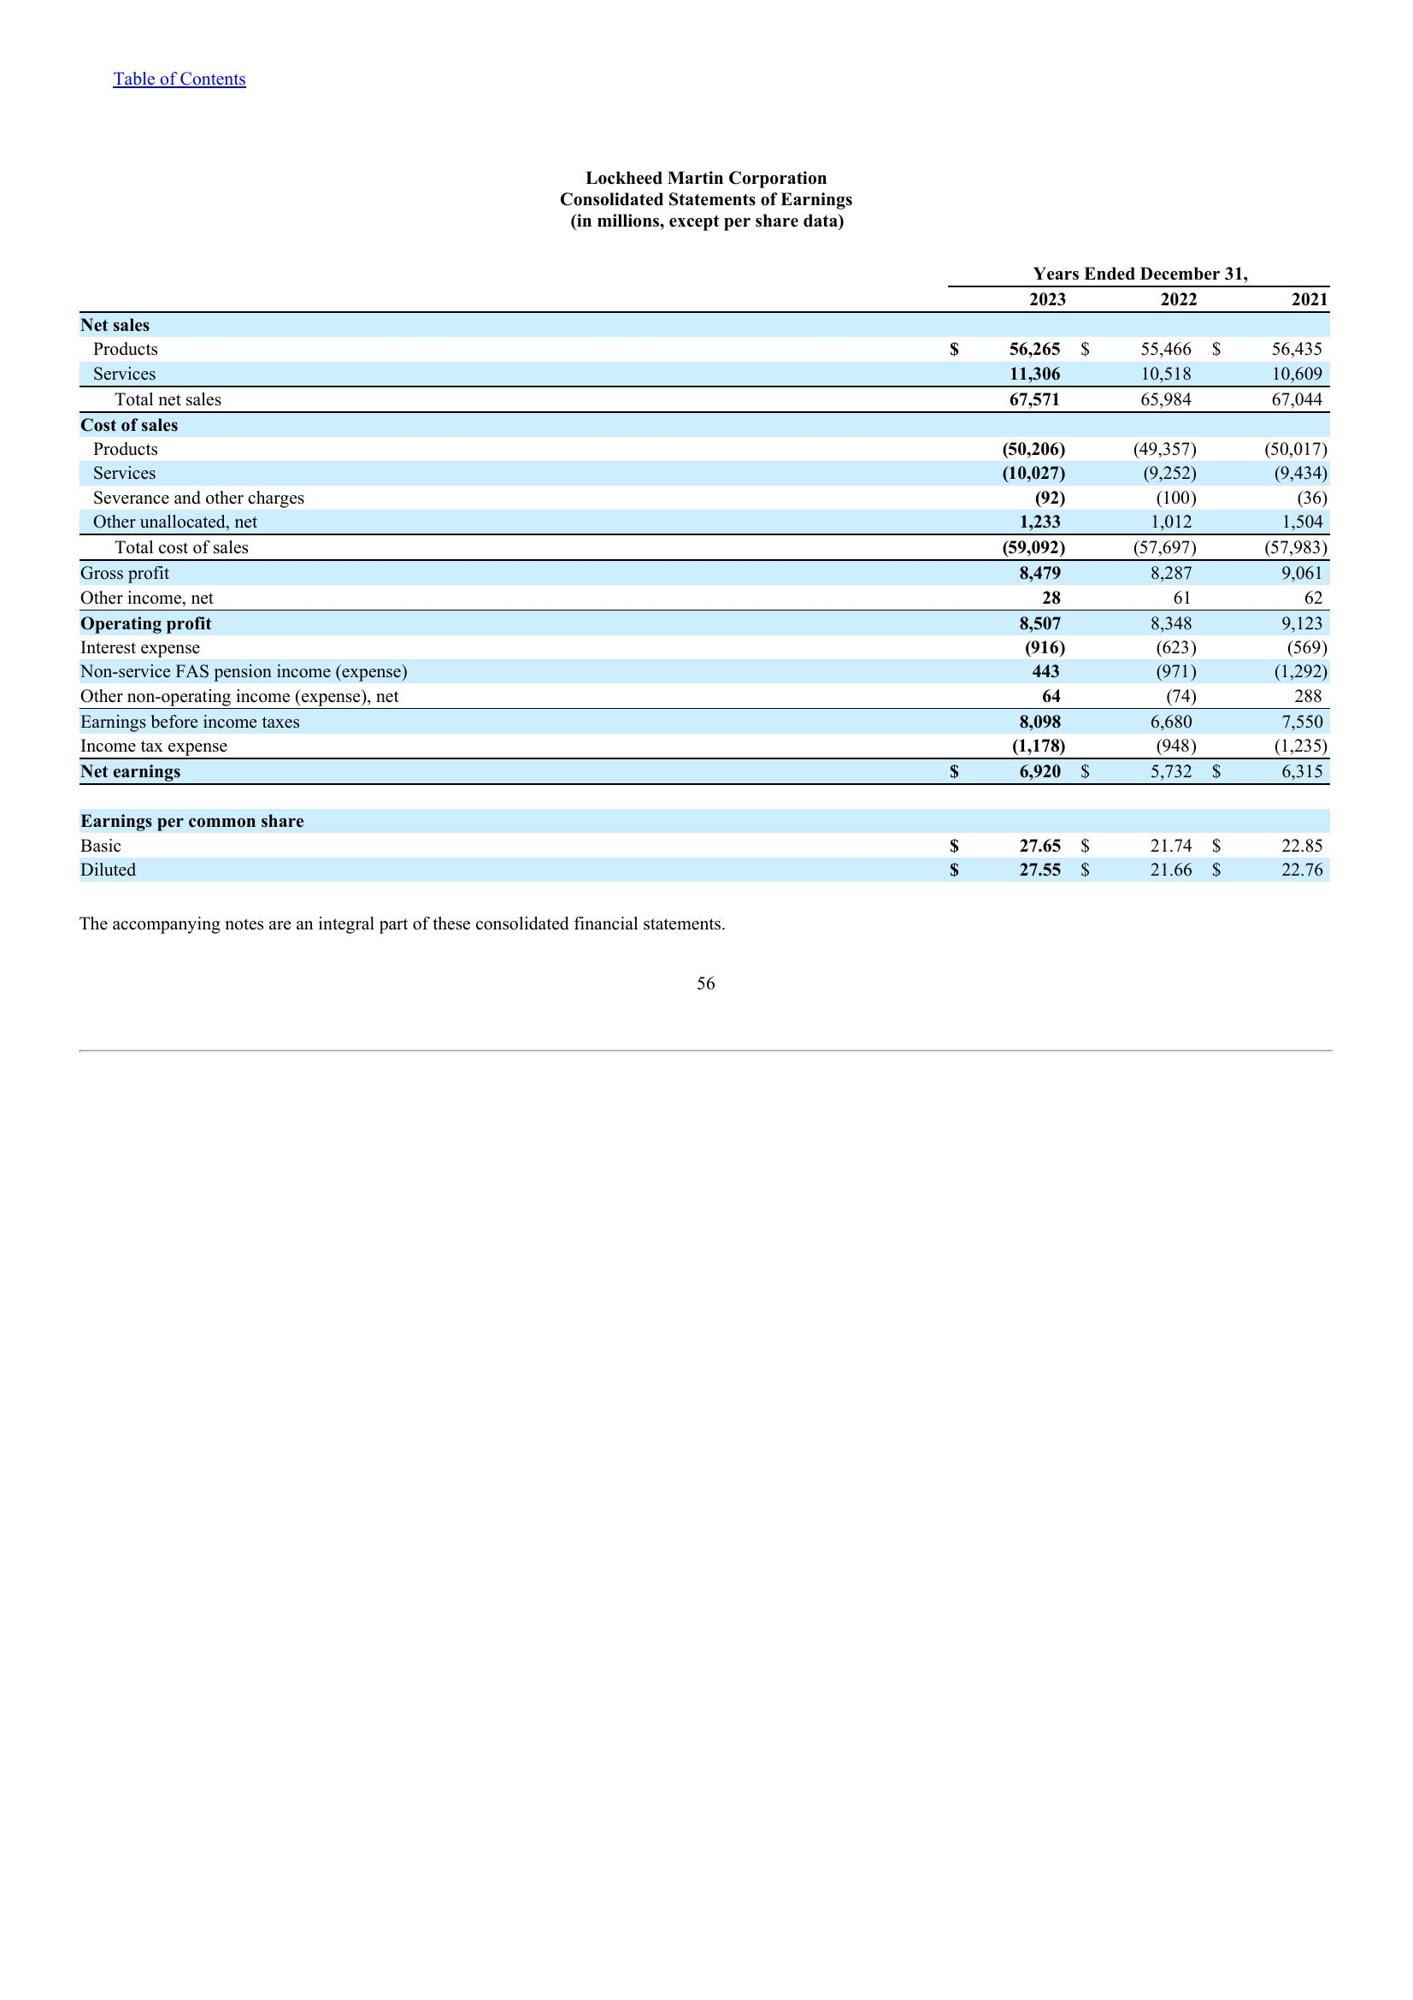 Table of Contents
Lockheed Martin Corporation
Consolidated Statements of Earnings
(in millions, except per share data)
Years Ended December 31,
2023 2022 2021
Net sales
Products $ 56,265 $ 55,466 $ 56,435
Services 11,306 10,518 10,609
Total net sales 67,571 65,984 67,044
Cost of sales
Products (50,206) (49,357) (50,017)
Services (10,027) (9,252) (9,434)
Severance and other charges (92) (100) (36)
Other unallocated, net 1,233 1,012 1,504
Total cost of sales (59,092) (57,697) (57,983)
Gross profit 8,479 8,287 9,061
Other income, net 28 61 62
Operating profit 8,507 8,348 9,123
Interest expense (916) (623) (569)
Non-service FAS pension income (expense) 443 (971) (1,292)
Other non-operating income (expense), net 64 (74) 288
Earnings before income taxes 8,098 6,680 7,550
Income tax expense (1,178) (948) (1,235)
Net earnings $ 6,920 $ 5,732 $ 6,315
Earnings per common share
Basic $ 27.65 $ 21.74 $ 22.85
Diluted $ 27.55 $ 21.66 $ 22.76
The accompanying notes are an integral part of these consolidated financial statements.
56